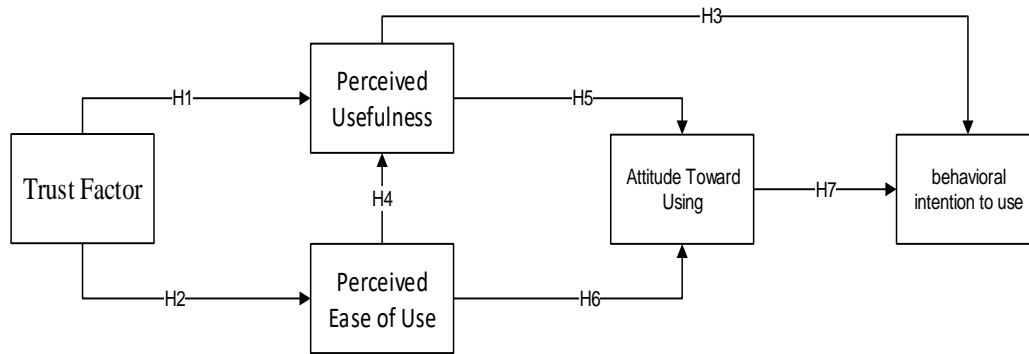 H3
Perceived
Usefulness
H1
H5
Trust Factor
Attitude Toward
Using
behavioral
intention to use
H7
H4
Perceived
Ease of Use
H2
H6